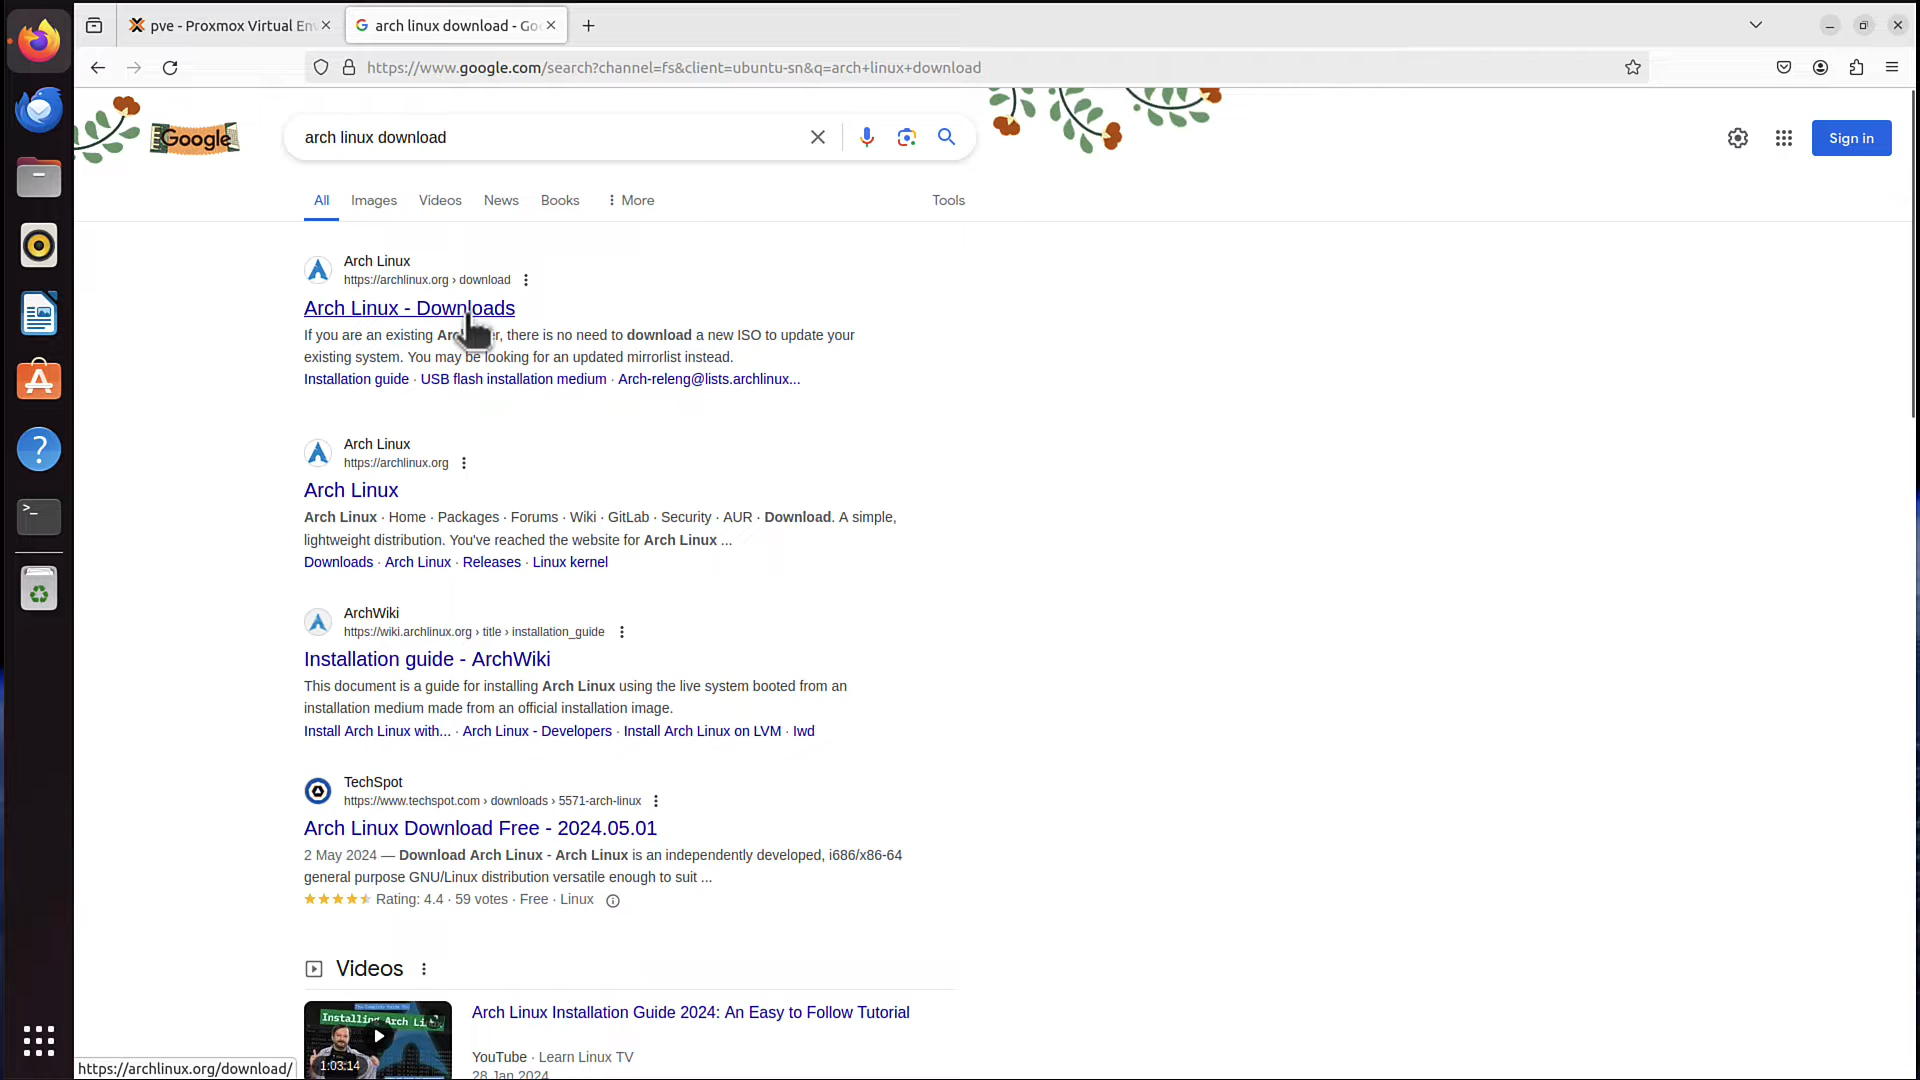 pve - Proxmox Virtual En
arch linux download - Go
https://www.google.com/search?channel=fs&client=ubuntu-sn&q=arch+linux+download
Google
arch linux download
Sign in
All Images Videos News Books More Tools
Arch Linux
https://archlinux.org › download
Arch Linux - Downloads
If you are an existing Arc r, there is no need to download a new ISO to update your
existing system. You may be looking for an updated mirrorlist instead.
Installation guide · USB flash installation medium · Arch-releng@lists.archlinux...
Arch Linux
https://archlinux.org
Arch Linux
Arch Linux · Home · Packages · Forums · Wiki · GitLab · Security · AUR · Download. A simple,
lightweight distribution. You've reached the website for Arch Linux ...
Downloads · Arch Linux · Releases · Linux kernel
ArchWiki
https://wiki.archlinux.org › title › installation_guide
Installation guide - ArchWiki
This document is a guide for installing Arch Linux using the live system booted from an
installation medium made from an official installation image.
Install Arch Linux with... · Arch Linux - Developers · Install Arch Linux on LVM · Iwd
TechSpot
https://www.techspot.com › downloads › 5571-arch-linux
Arch Linux Download Free - 2024.05.01
2 May 2024 — Download Arch Linux - Arch Linux is an independently developed, i686/x86-64
general purpose GNU/Linux distribution versatile enough to suit ...
Rating: 4.4 · 59 votes · Free · Linux
Videos
Installing Arch Li
1:03:14
Arch Linux Installation Guide 2024: An Easy to Follow Tutorial
YouTube · Learn Linux TV
28 Jan 2024
https://archlinux.org/download/